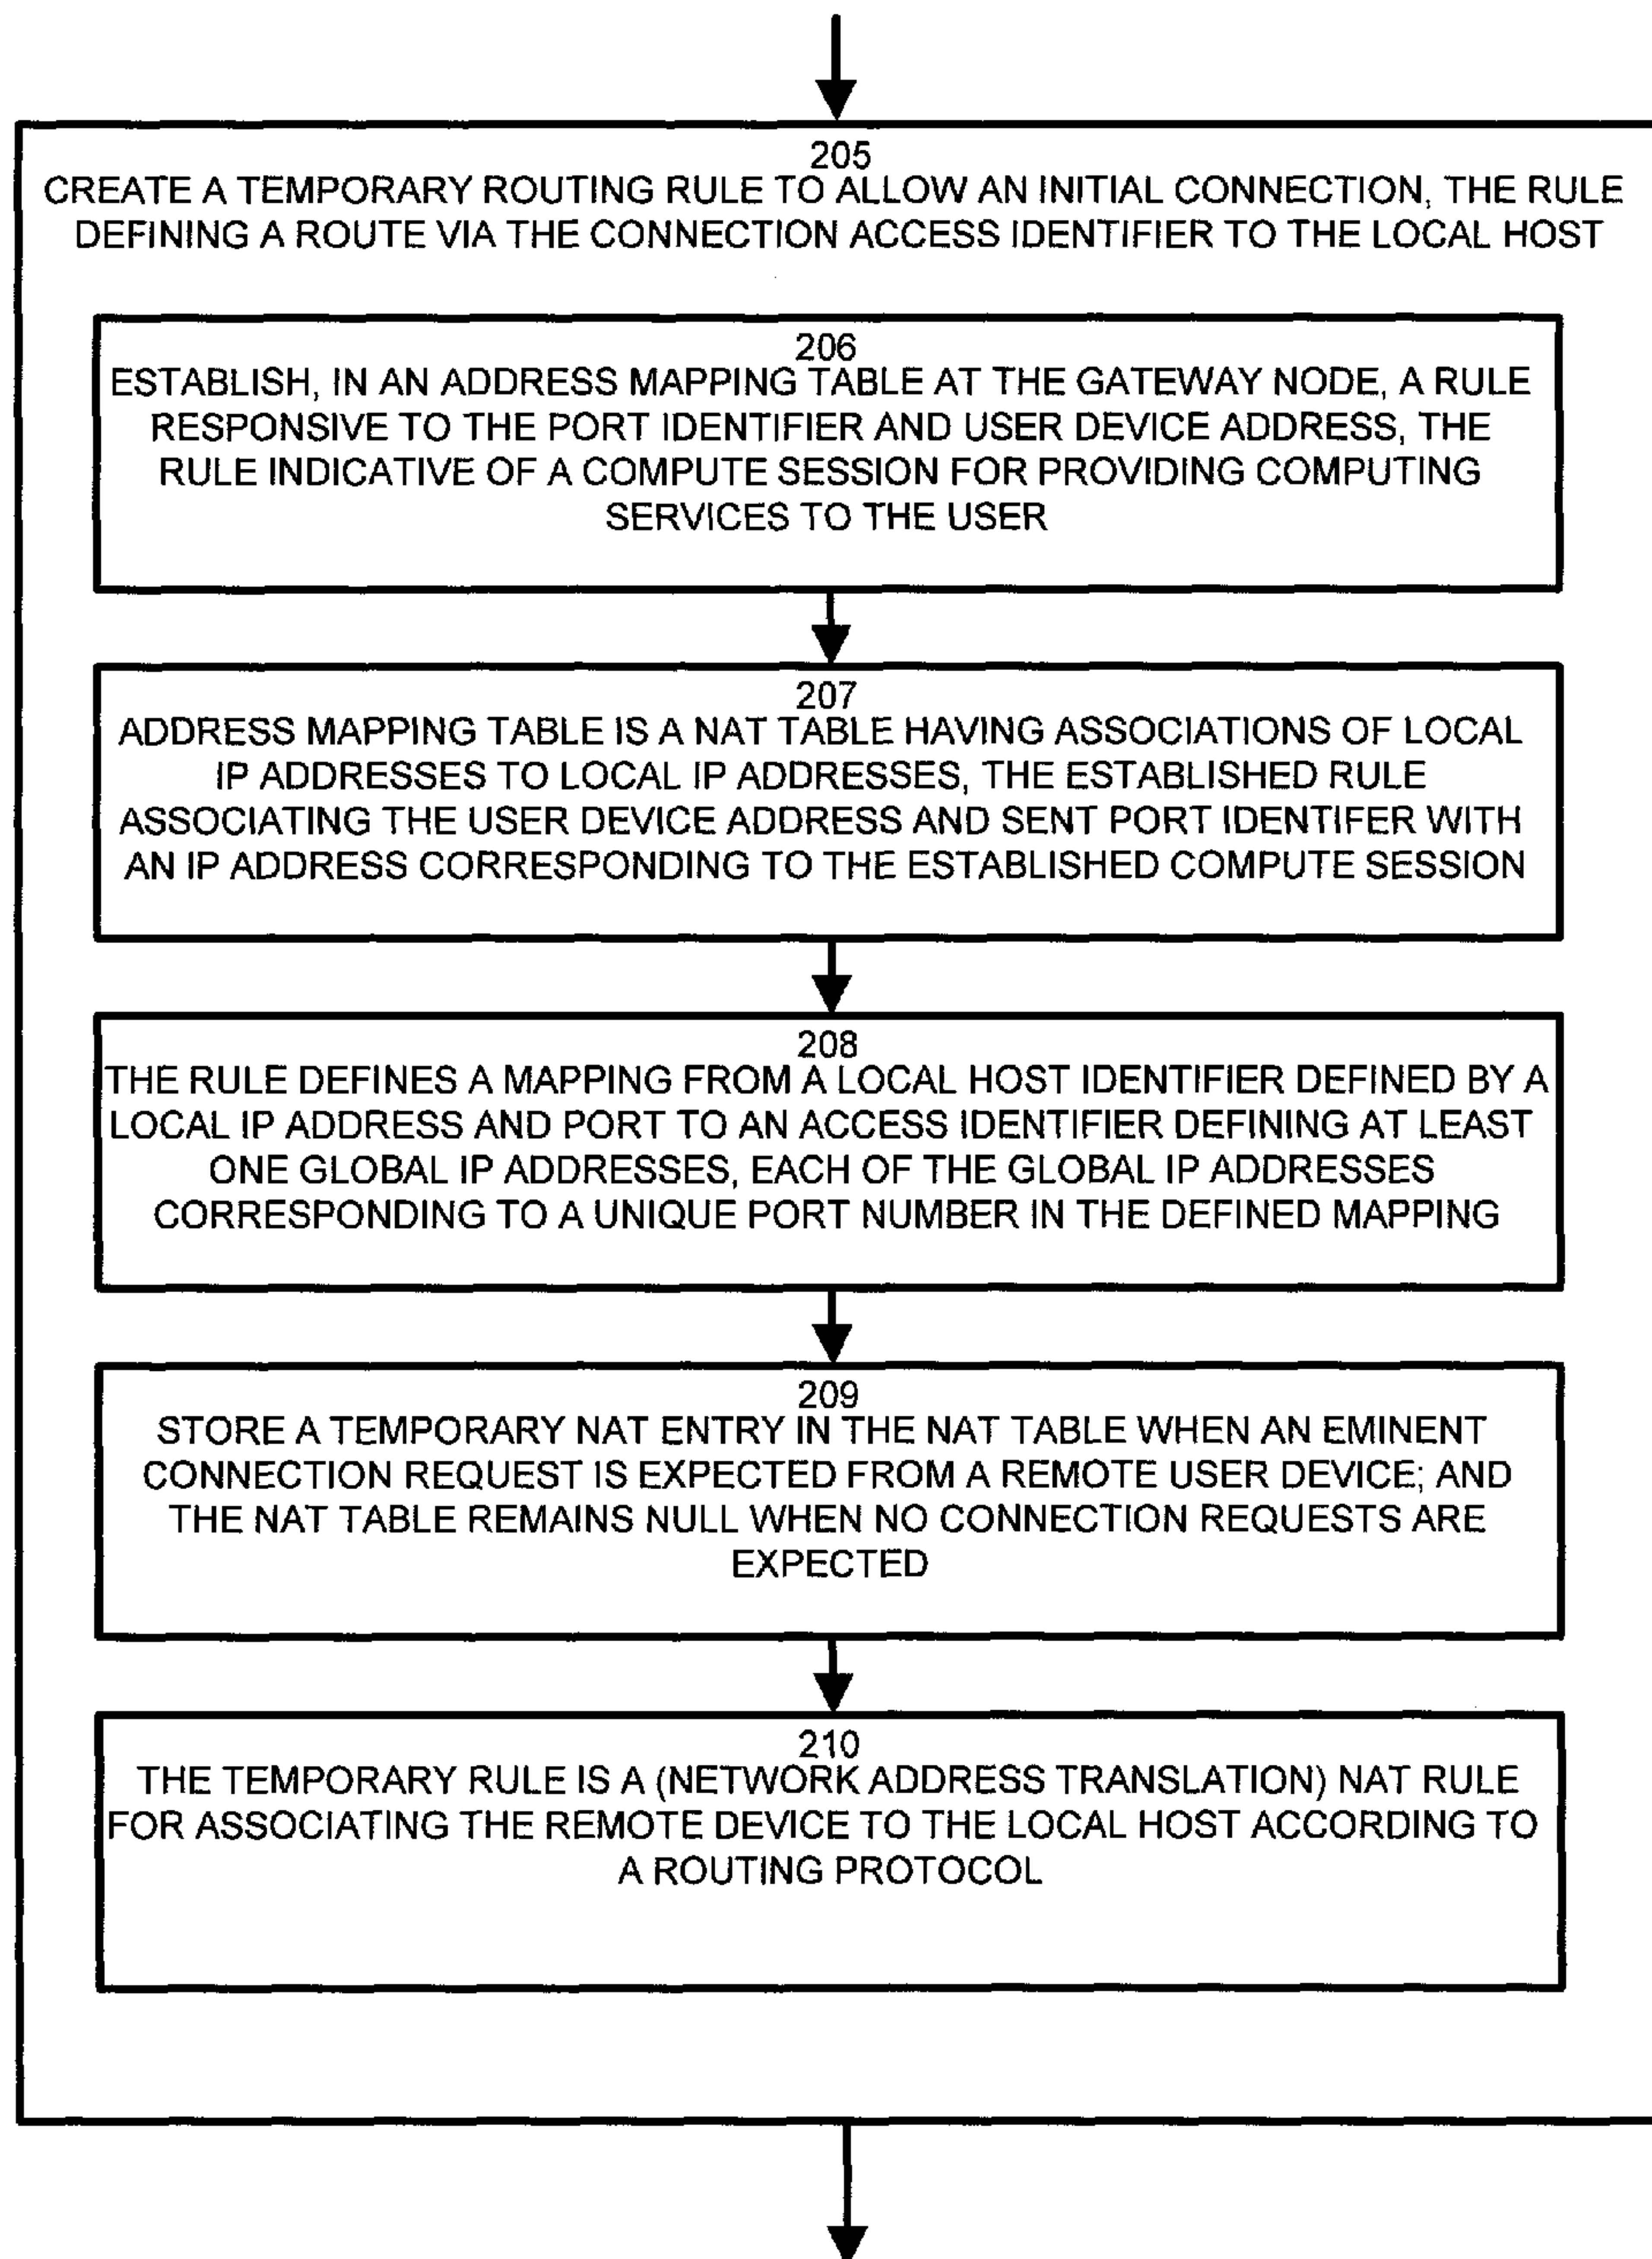 205
CREATE A TEMPORARY ROUTING RULE TO ALLOW AN INITIAL CONNECTION, THE RULE
DEFINING A ROUTE VIA THE CONNECTION ACCESS IDENTIFIER TO THE LOCAL HOST
206
ESTABLISH, IN AN ADDRESS MAPPING TABLE AT THE GATEWAY NODE, A RULE
RESPONSIVE TO THE PORT IDENTIFIER AND USER DEVICE ADDRESS, THE
RULE INDICATIVE OF A COMPUTE SESSION FOR PROVIDING COMPUTING
SERVICES TO THE USER
207
ADDRESS MAPPING TABLE IS A NAT TABLE HAVING ASSOCIATIONS OF LOCAL
IP ADDRESSES TO LOCAL IP ADDRESSES, THE ESTABLISHED RULE
ASSOCIATING THE USER DEVICE ADDRESS AND SENT PORT IDENTIFER WITH
AN IP ADDRESS CORRESPONDING TO THE ESTABLISHED COMPUTE SESSION
208
THE RULE DEFINES A MAPPING FROM A LOCAL HOST IDENTIFIER DEFINED BY A
LOCAL IP ADDRESS AND PORT TO AN ACCESS IDENTIFIER DEFINING AT LEAST
ONE GLOBAL IP ADDRESSES, EACH OF THE GLOBAL IP ADDRESSES
CORRESPONDING TO A UNIQUE PORT NUMBER IN THE DEFINED MAPPING
209
STORE A TEMPORARY NAT ENTRY IN THE NAT TABLE WHEN AN EMINENT
CONNECTION REQUEST IS EXPECTED FROM A REMOTE USER DEVICE; AND
THE NAT TABLE REMAINS NULL WHEN NO CONNECTION REQUESTS ARE
EXPECTED
210
THE TEMPORARY RULE IS A (NETWORK ADDRESS TRANSLATION) NAT RULE
FOR ASSOCIATING THE REMOTE DEVICE TO THE LOCAL HOST ACCORDING TO
A ROUTING PROTOCOL